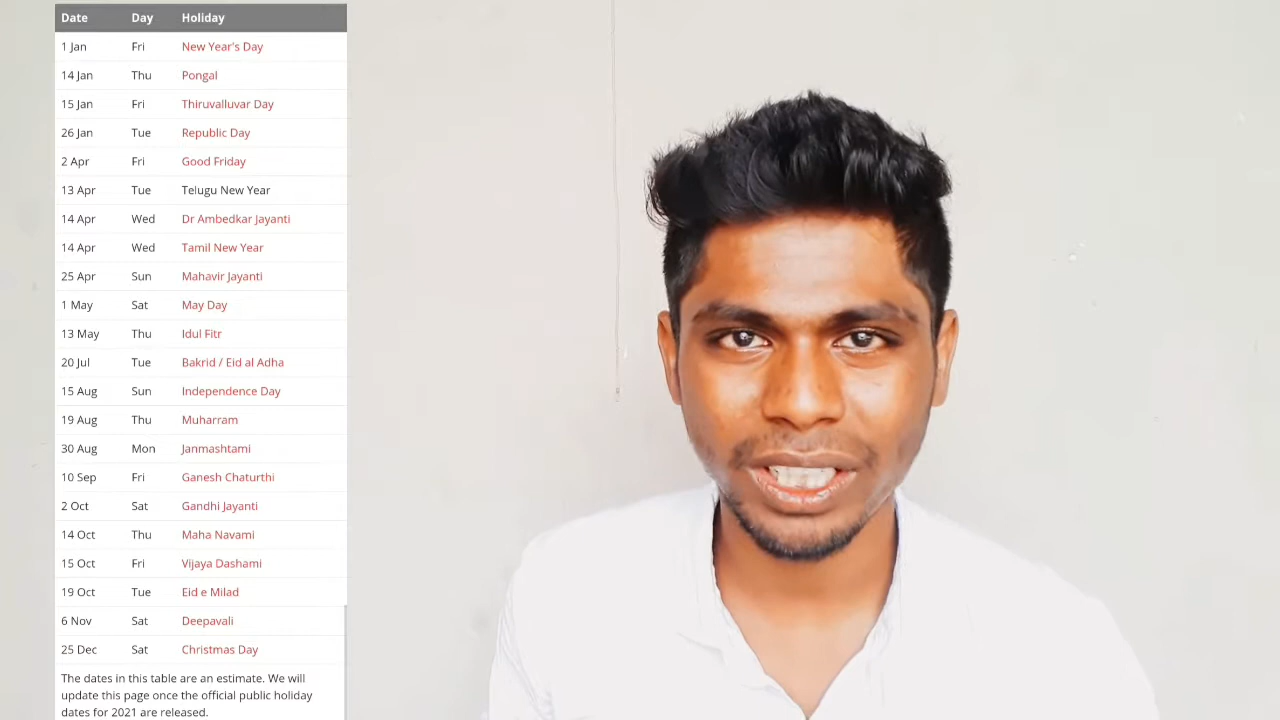 Date Day Holiday
1 Jan Fri New Year's Day
14 Jan Thu Pongal
15 Jan Fri Thiruvalluvar Day
26 Jan Tue Republic Day
2 Apr Fri Good Friday
13 Apr Tue Telugu New Year
14 Apr Wed Dr Ambedkar Jayanti
14 Apr Wed Tamil New Year
25 Apr Sun Mahavir Jayanti
1 May Sat May Day
13 May Thu Idul Fitr
20 Jul Tue Bakrid / Eid al Adha
15 Aug Sun Independence Day
19 Aug Thu Muharram
30 Aug Mon Janmashtami
10 Sep Fri Ganesh Chaturthi
2 Oct Sat Gandhi Jayanti
14 Oct Thu Maha Navami
15 Oct Fri Vijaya Dashami
19 Oct Tue Eid e Milad
6 Nov Sat Deepavali
25 Dec Sat Christmas Day
The dates in this table are an estimate. We will
update this page once the official public holiday
dates for 2021 are released.